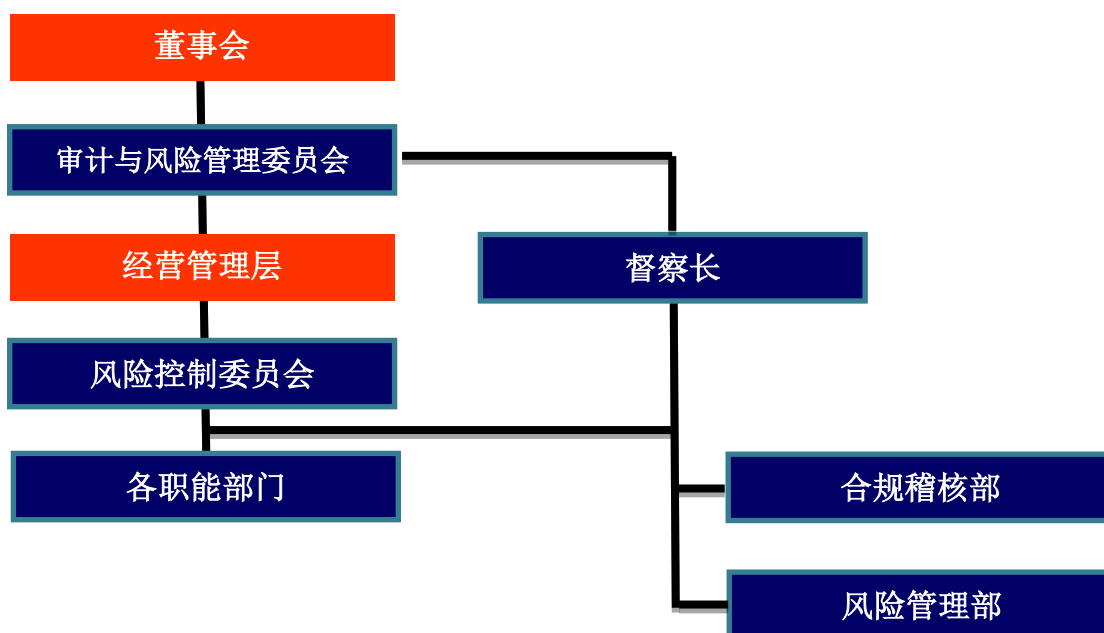 董事会
审计与风险管理委员会
经营管理层
督察长
风险控制委员会
各职能部门
合规稽核部
风险管理部